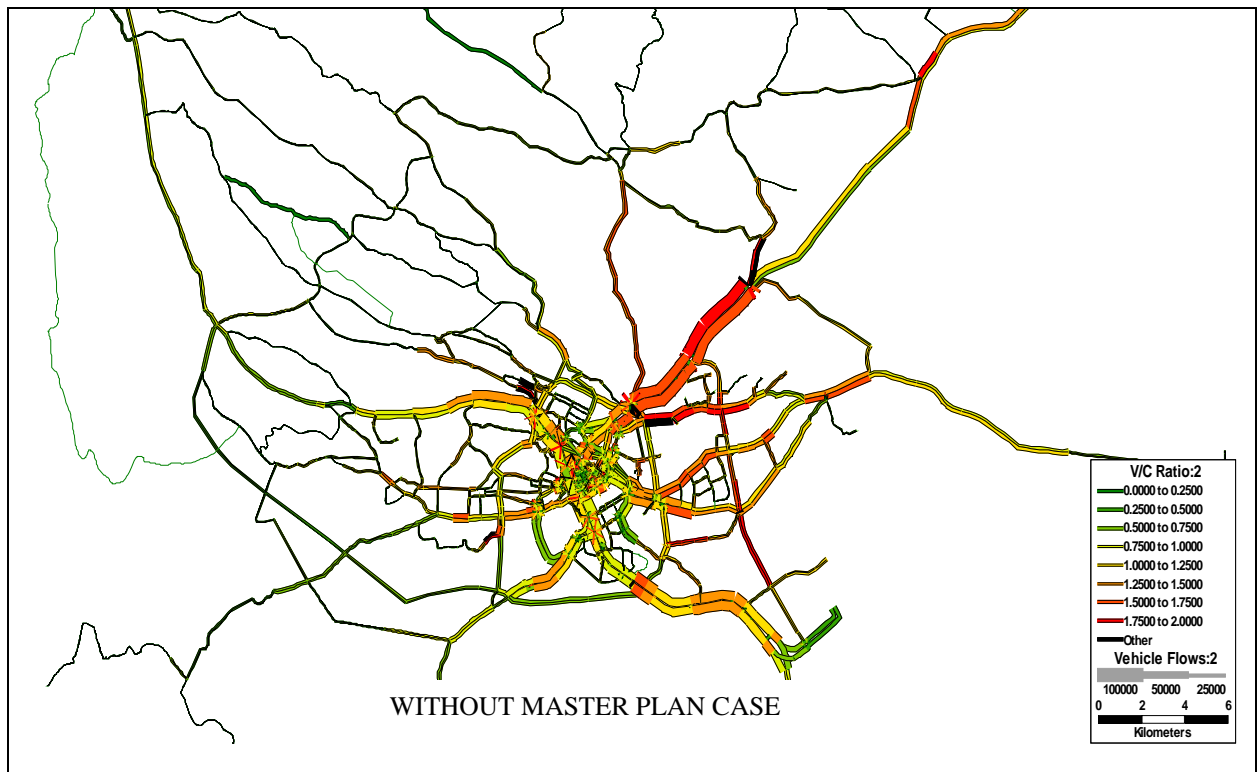 V/C Ratio:2
0.0000 to 0.2500
0.2500 to 0.5000
0.5000 to 0.7500
0.7500 to 1.0000
1.0000 to 1.2500
1.2500 to 1.5000
1.5000 to 1.7500
1.7500 to 2.0000
Other
Vehicle Flows:2
100000 50000 25000
0 2 4 6
Kilometers
WITHOUT MASTER PLAN CASE